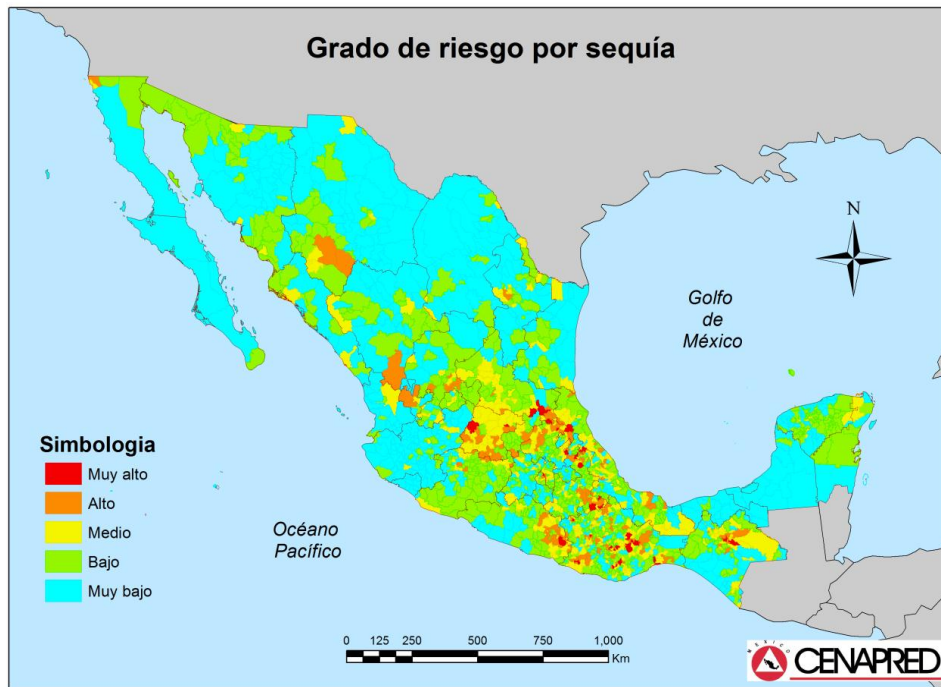 Grado de riesgo por sequía
N
Golfo
de
México
Simbologia
Muy alto
Alto
Medio
Bajo
Muy bajo
Océano
Pacífico
0 125 250 500 750 1,000
Km
MÉXICO
CENAPRED